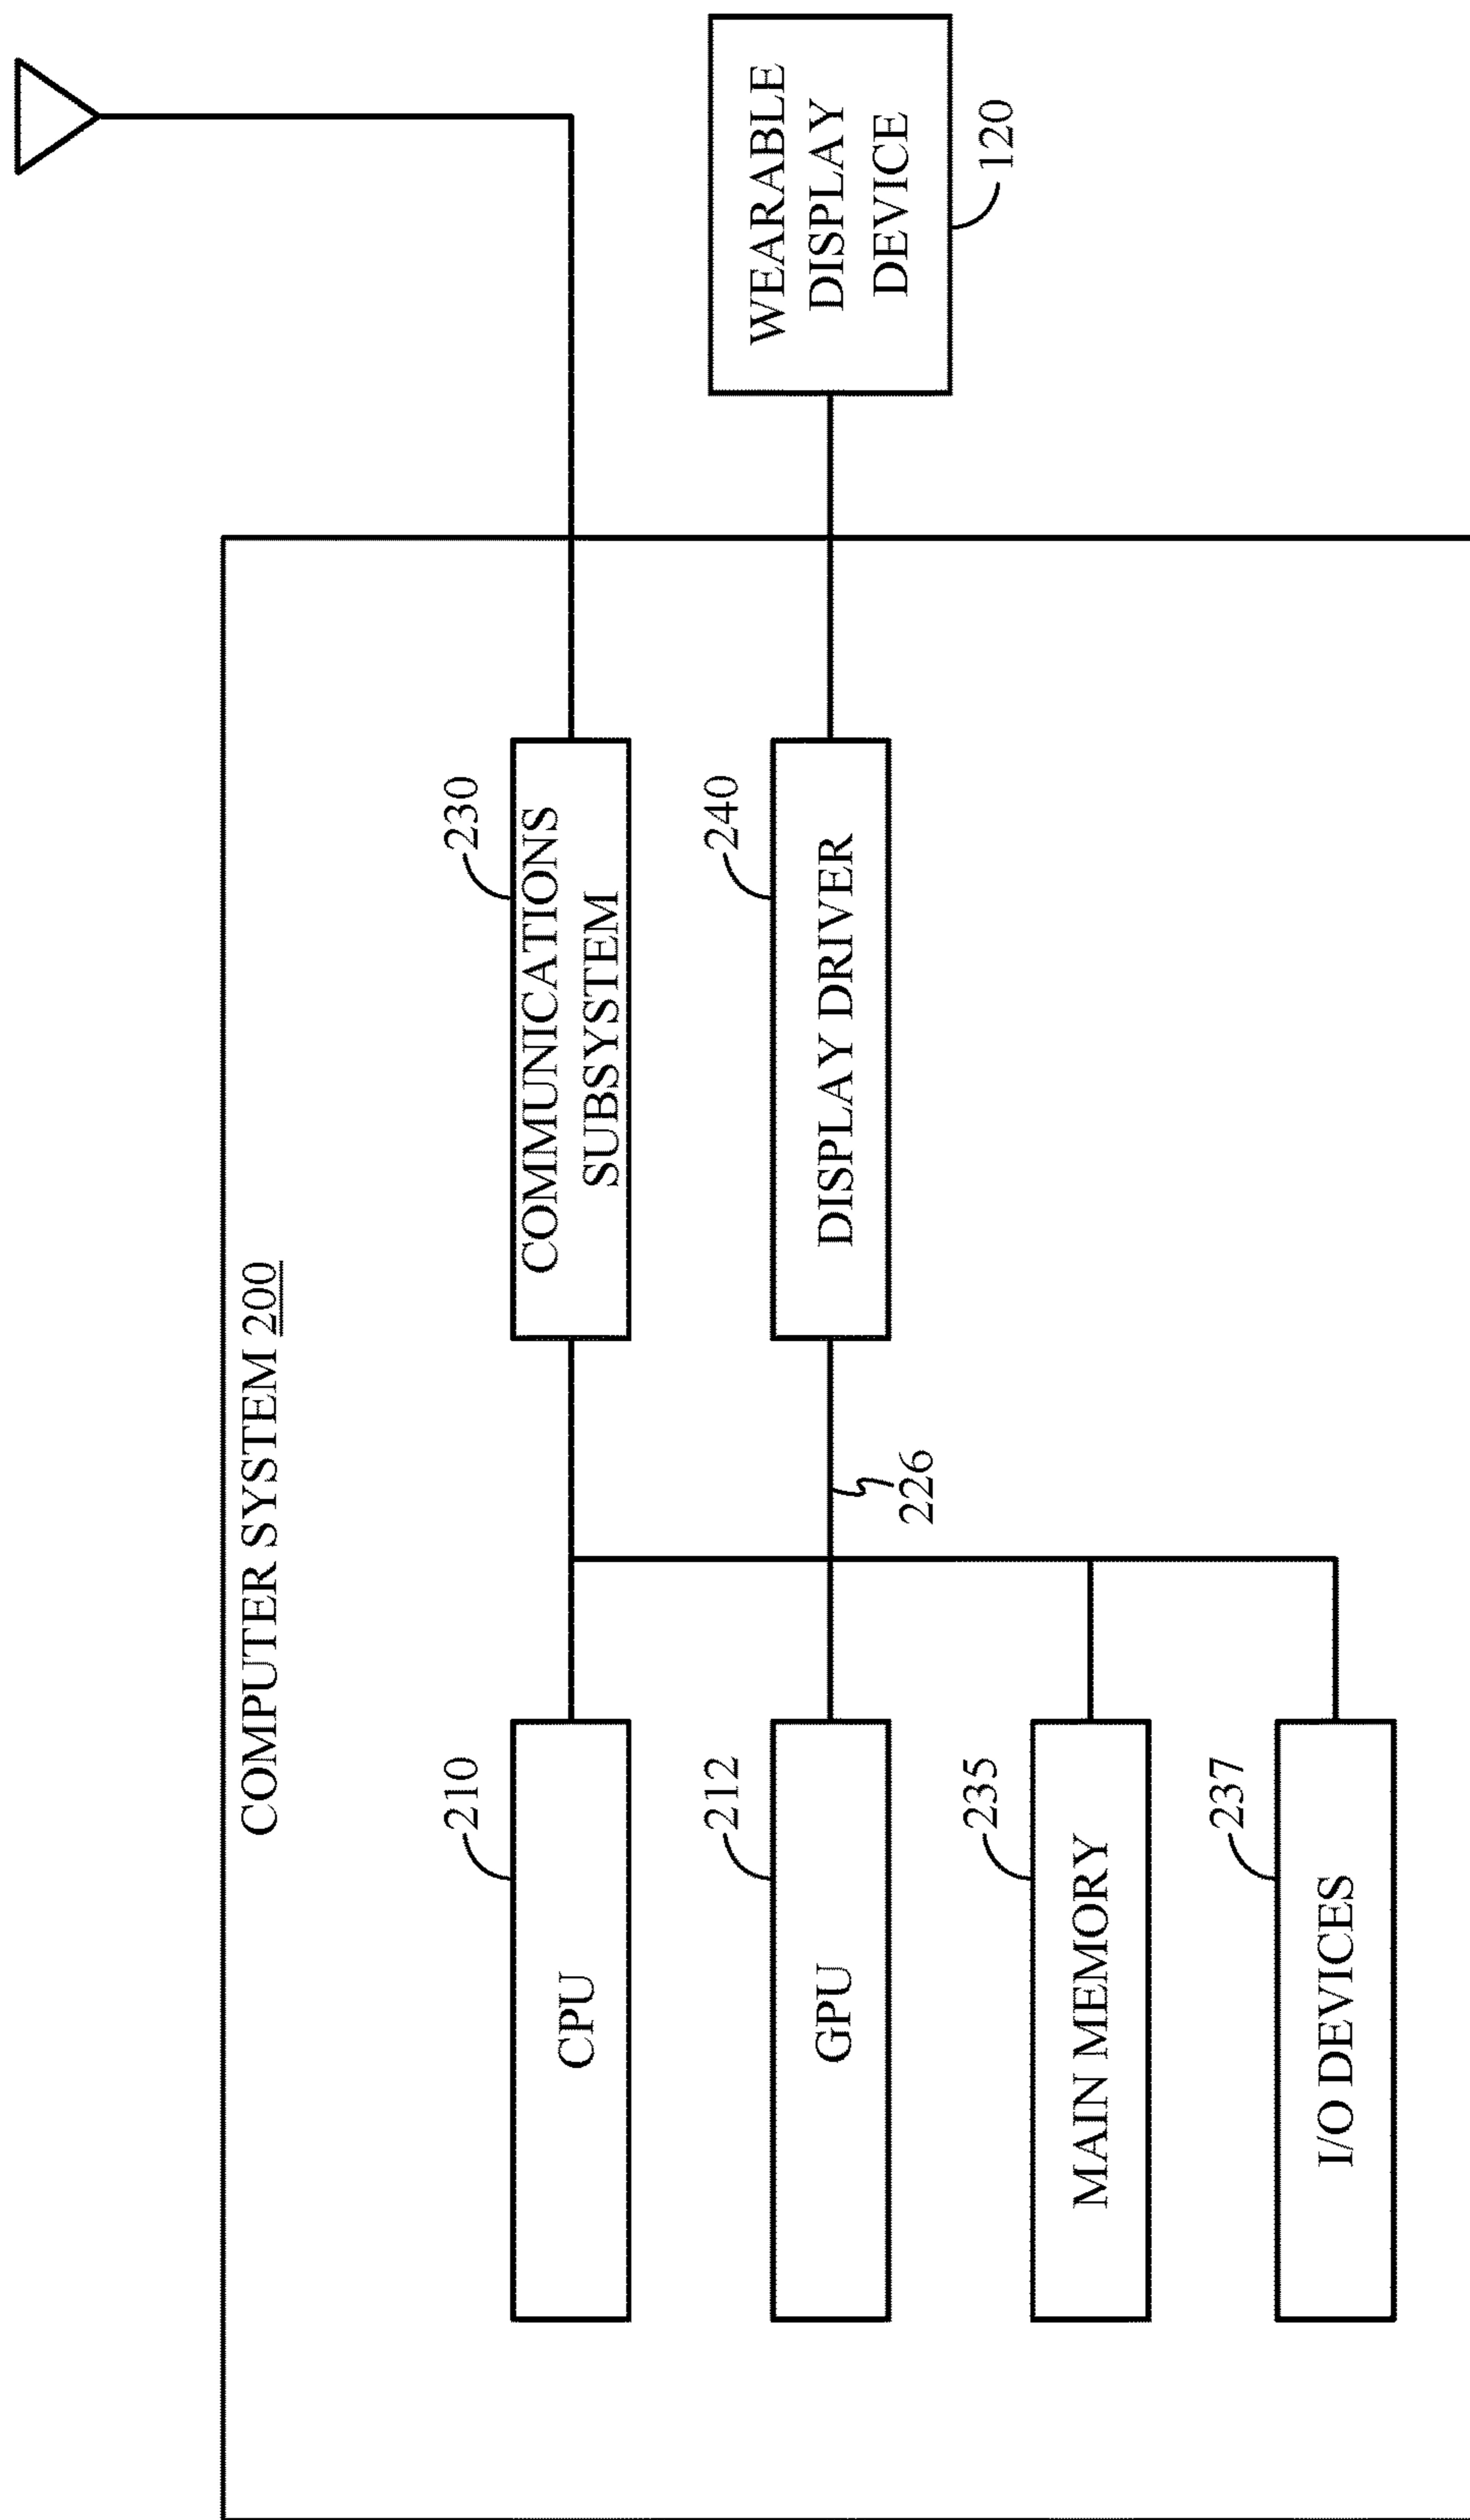 COMPUTER SYSTEM 200
210
CPU
230
COMMUNICATIONS
SUBSYSTEM
212
GPU
240
DISPLAY DRIVER
226
WEARABLE
DISPLAY
DEVICE
120
235
MAIN MEMORY
237
I/O DEVICES